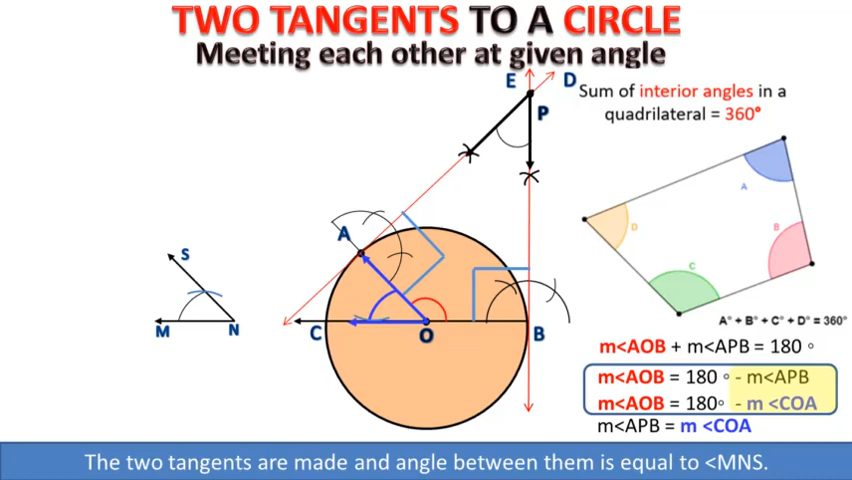 TWO TANGENTS TO A CIRCLE
Meeting each other at given angle
E
D
P
Sum of interior angles in a
quadrilateral = 360°
A
B
C
D
A° + B° + C° + D° = 360°
A
S
M
N
C
O
B
m<AOB + m<APB = 180 °
m<AOB = 180 ° - m<APB
m<AOB = 180° - m <COA
m<APB = m <COA
The two tangents are made and angle between them is equal to <MNS.